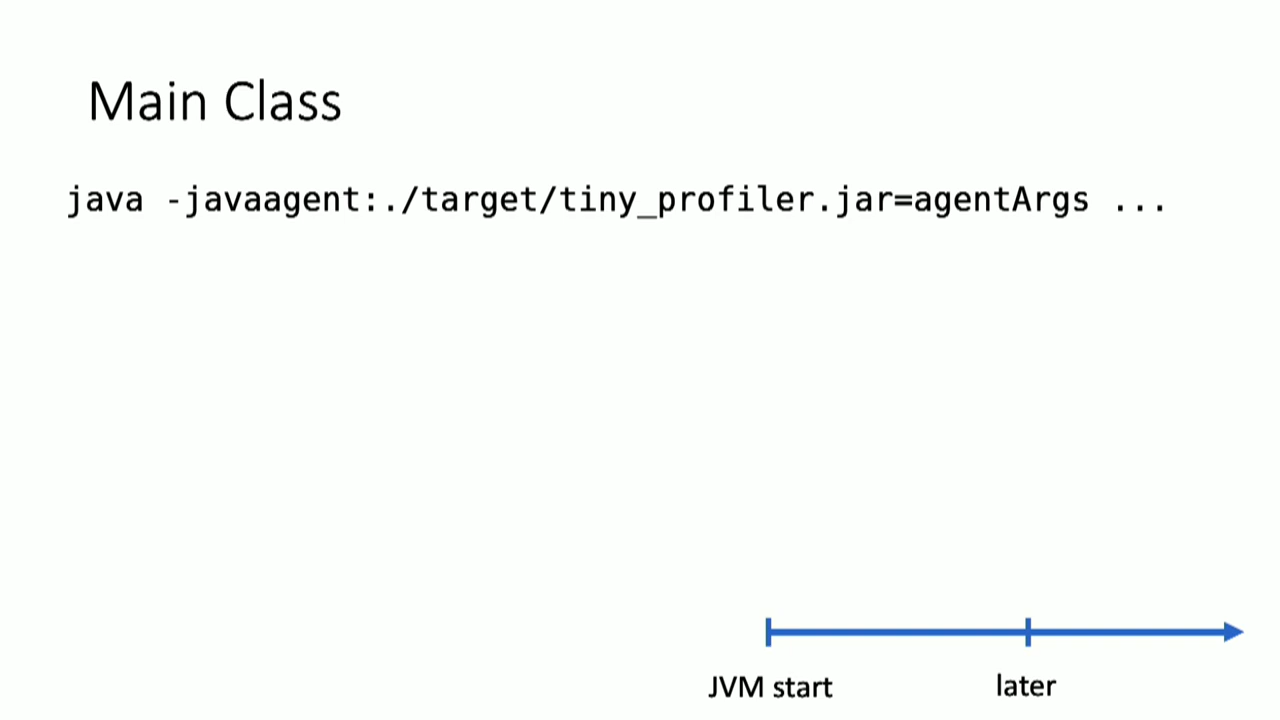 Main Class
java -javaagent:./target/tiny_profiler.jar=agentArgs ...
JVM start
later